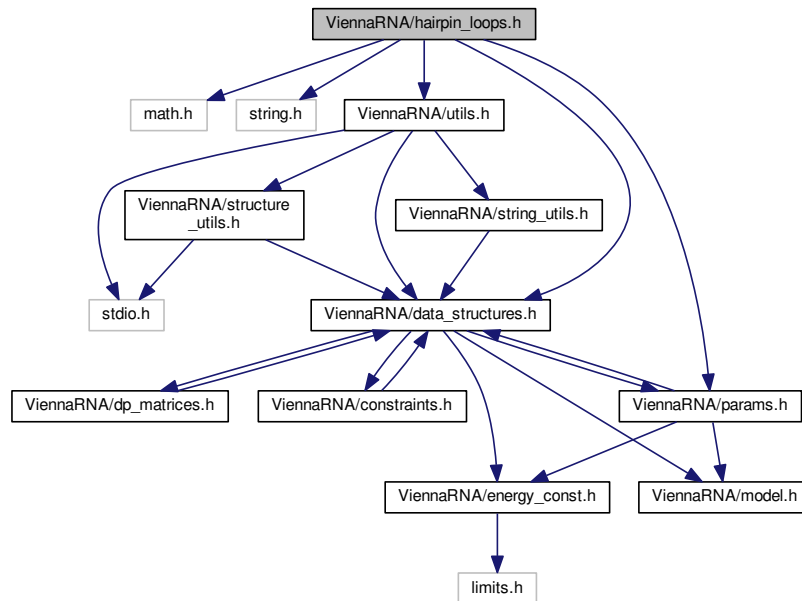 ViennaRNA/hairpin_loops.h
math.h
string.h
ViennaRNA/utils.h
ViennaRNA/structure
_utils.h
ViennaRNA/string_utils.h
stdio.h
ViennaRNA/data_structures.h
ViennaRNA/dp_matrices.h
ViennaRNA/constraints.h
ViennaRNA/params.h
ViennaRNA/energy_const.h
ViennaRNA/model.h
limits.h